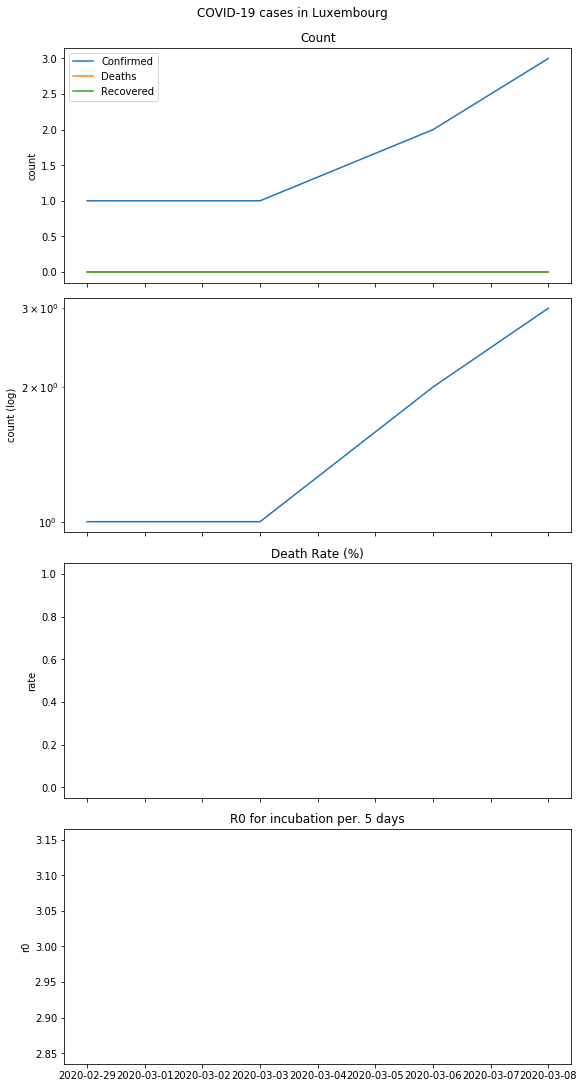 COVID-19 cases in Luxembourg
Count
Confirmed
Deaths
Recovered
3.0
2.5
2.0
1.5
1.0
0.5
0.0
count
3 × 10⁰
2 × 10⁰
10⁰
count (log)
Death Rate (%)
1.0
0.8
0.6
0.4
0.2
0.0
rate
R0 for incubation per. 5 days
3.15
3.10
3.05
3.00
2.95
2.90
2.85
r0
2020-02-29 2020-03-01 2020-03-02 2020-03-03 2020-03-04 2020-03-05 2020-03-06 2020-03-07 2020-03-08